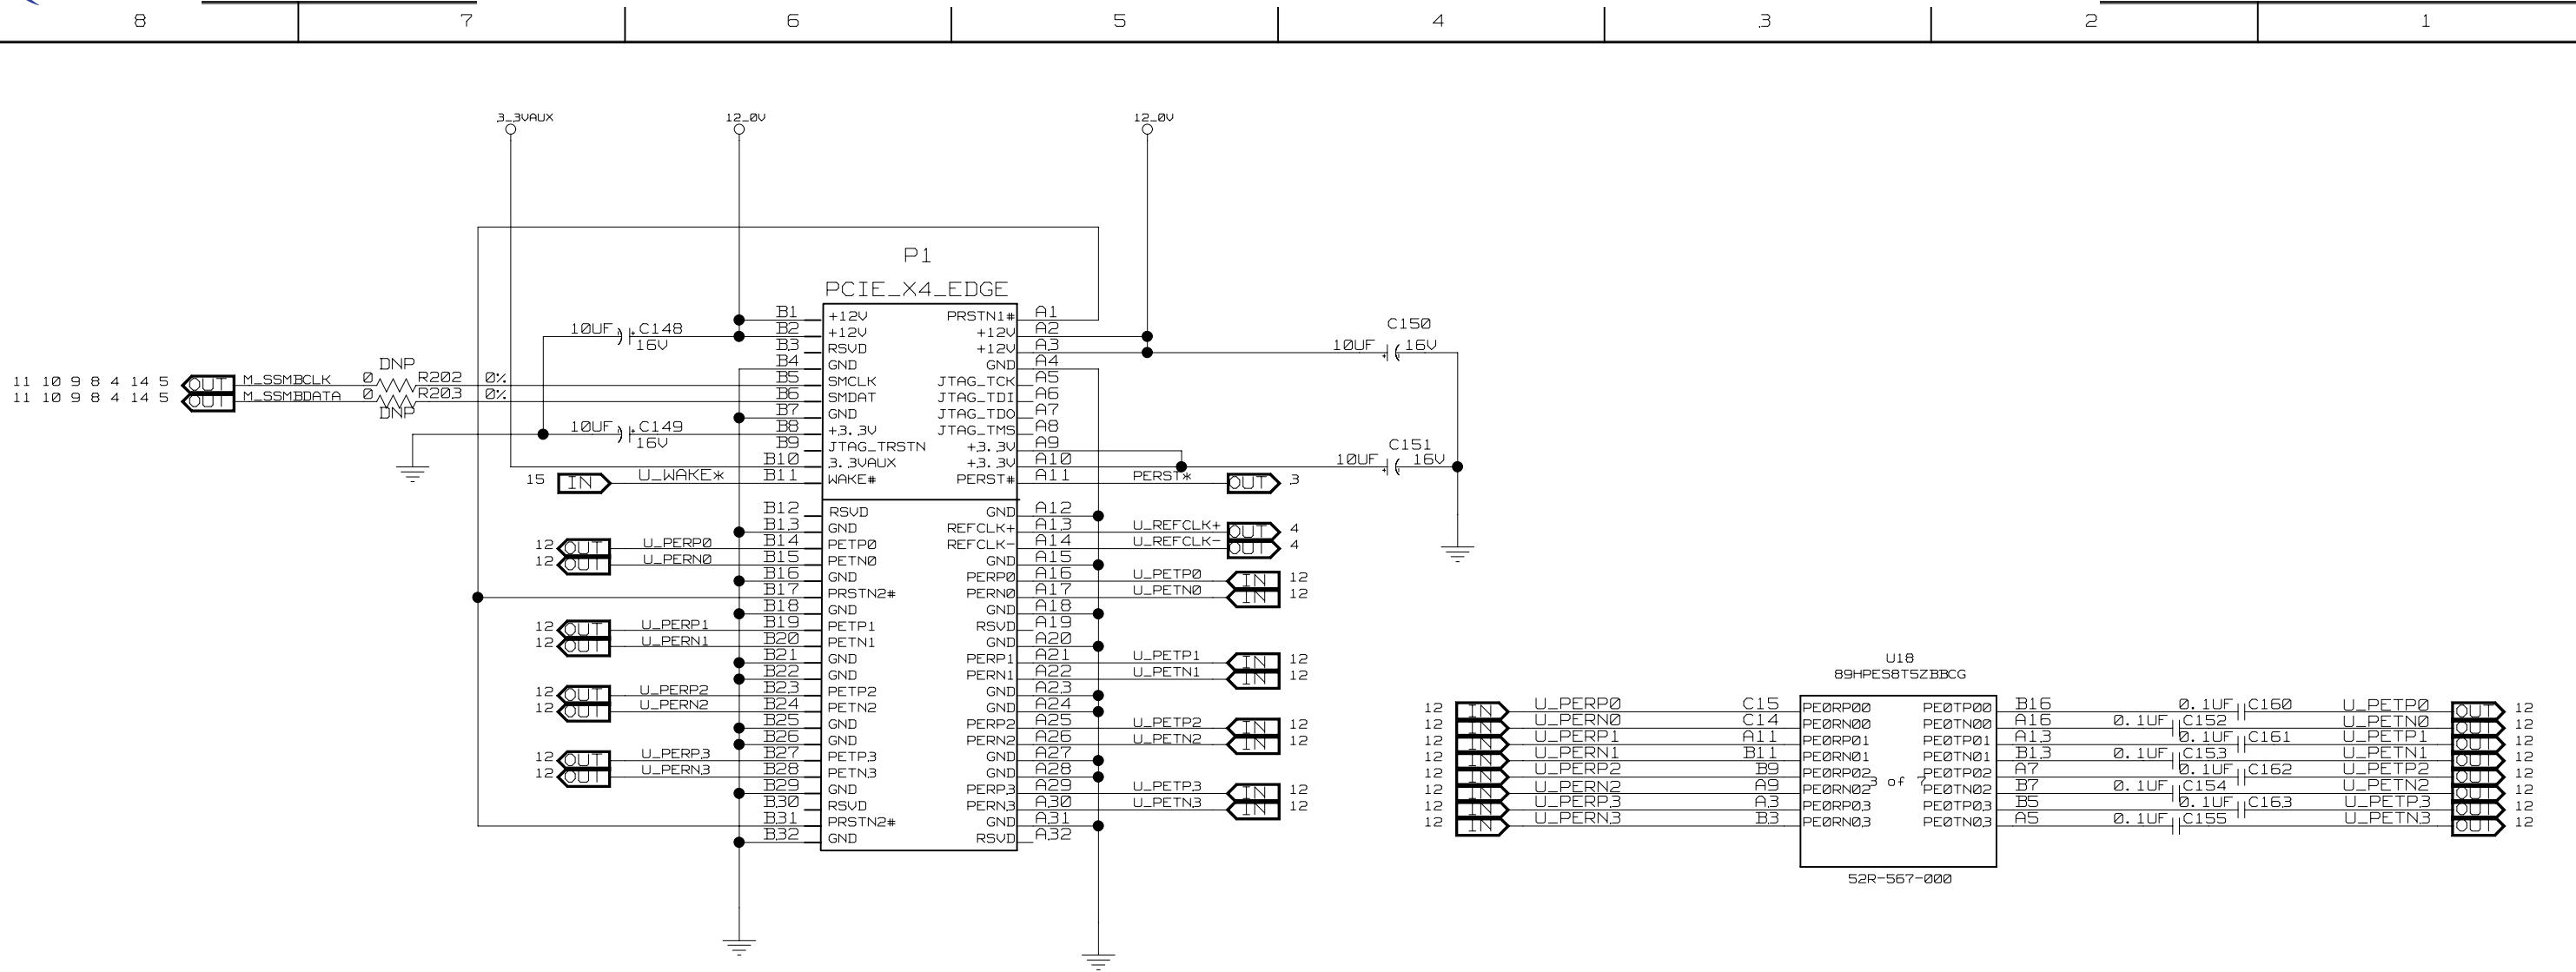 8 7 6 5 4 3 2 1
3_3VAUX 12_0V 12_0V
P1
PCIE_X4_EDGE
B1 +12V PRSTN1# A1
10UF C148 B2 +12V +12V A2 C150
16V B3 RSVD +12V A3 10UF 16V
DNP B4 GND GND A4
11 10 9 8 4 14 5 OUT M_SSMBCLK 0 R202 0% B5 SMCLK JTAG_TCK A5
11 10 9 8 4 14 5 OUT M_SSMBDATA 0 R203 0% B6 SMDAT JTAG_TDI A6
DNP B7 GND JTAG_TDO A7
10UF C149 B8 +3.3V JTAG_TMS A8
16V B9 JTAG_TRSTN +3.3V A9 C151
B10 3.3VAUX +3.3V A10 10UF 16V
15 IN U_WAKE* B11 WAKE# PERST# A11 PERST* OUT 3
B12 RSVD GND A12
B13 GND REFCLK+ A13 U_REFCLK+ OUT 4
12 OUT U_PERP0 B14 PETP0 REFCLK- A14 U_REFCLK- OUT 4
12 OUT U_PERN0 B15 PETN0 GND A15
B16 GND PERP0 A16 U_PETP0 IN 12
B17 PRSTN2# PERN0 A17 U_PETN0 IN 12
B18 GND GND A18
12 OUT U_PERP1 B19 PETP1 RSVD A19
12 OUT U_PERN1 B20 PETN1 GND A20
B21 GND PERP1 A21 U_PETP1 IN 12
B22 GND PERN1 A22 U_PETN1 IN 12
12 OUT U_PERP2 B23 PETP2 GND A23
12 OUT U_PERN2 B24 PETN2 GND A24
B25 GND PERP2 A25 U_PETP2 IN 12
B26 GND PERN2 A26 U_PETN2 IN 12
12 OUT U_PERP3 B27 PETP3 GND A27
12 OUT U_PERN3 B28 PETN3 GND A28
B29 GND PERP3 A29 U_PETP3 IN 12
B30 RSVD PERN3 A30 U_PETN3 IN 12
B31 PRSTN2# GND A31
B32 GND RSVD A32
U18
89HPES8T5ZBBCG
12 IN U_PERP0 C15 PE0RP00 PE0TP00 B16 0.1UF C160 U_PETP0 OUT 12
12 IN U_PERN0 C14 PE0RN00 PE0TN00 A16 0.1UF C152 U_PETN0 OUT 12
12 IN U_PERP1 A11 PE0RP01 PE0TP01 A13 0.1UF C161 U_PETP1 OUT 12
12 IN U_PERN1 B11 PE0RN01 PE0TN01 B13 0.1UF C153 U_PETN1 OUT 12
12 IN U_PERP2 B9 PE0RP02 PE0TP02 A7 0.1UF C162 U_PETP2 OUT 12
3 of 7
12 IN U_PERN2 A9 PE0RN02 PE0TN02 B7 0.1UF C154 U_PETN2 OUT 12
12 IN U_PERP3 A3 PE0RP03 PE0TP03 B5 0.1UF C163 U_PETP3 OUT 12
12 IN U_PERN3 B3 PE0RN03 PE0TN03 A5 0.1UF C155 U_PETN3 OUT 12
52R-567-000